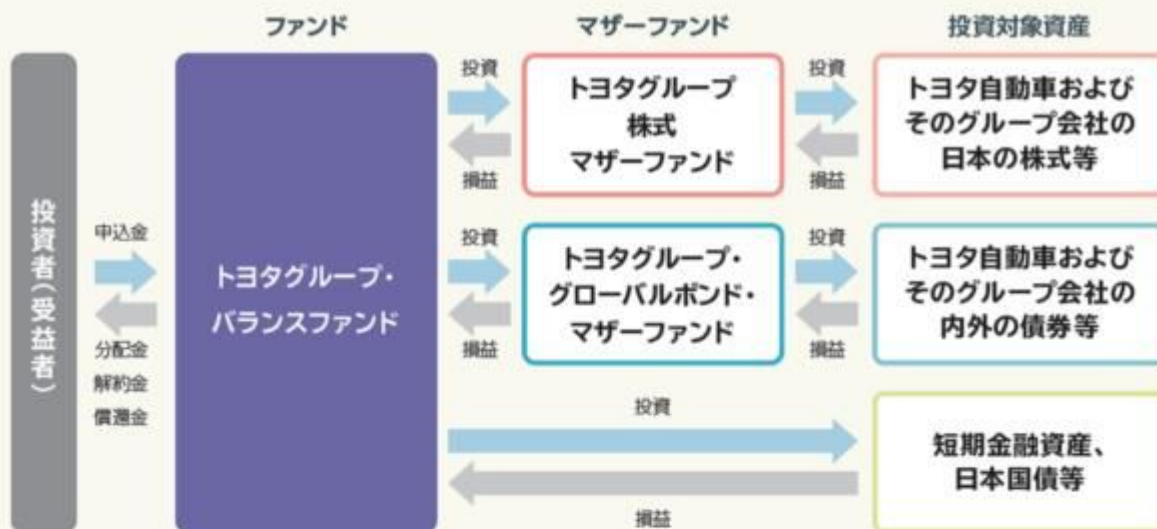 ファンド
マザーファンド
投資対象資産
投資者(受益者)
申込金
分配金
解約金
償還金
トヨタグループ・
バランスファンド
投資
損益
トヨタグループ
株式
マザーファンド
投資
損益
トヨタ自動車および
そのグループ会社の
日本の株式等
投資
損益
トヨタグループ・
グローバルボンド・
マザーファンド
投資
損益
トヨタ自動車および
そのグループ会社の
内外の債券等
投資
損益
短期金融資産、
日本国債等